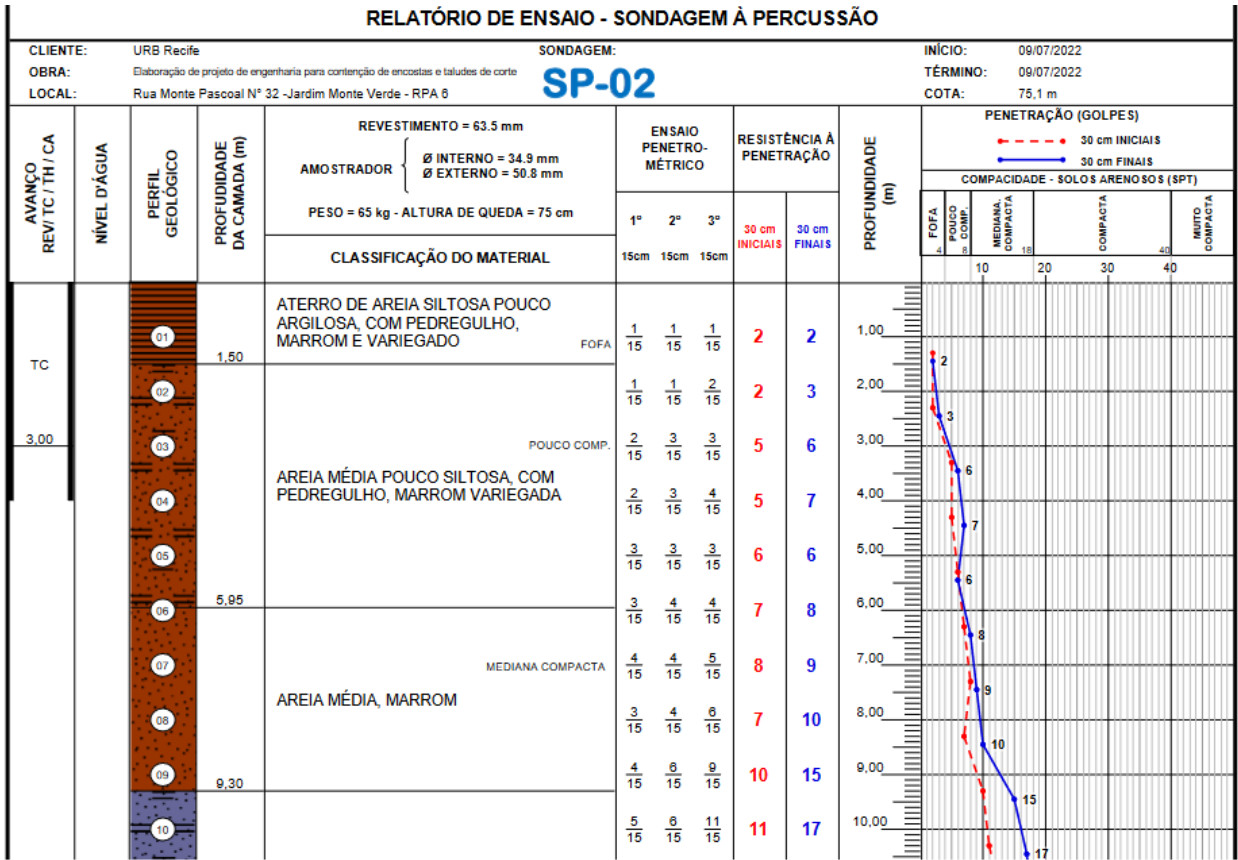 RELATÓRIO DE ENSAIO - SONDAGEM À PERCUSSÃO
CLIENTE: URB Recife
OBRA: Elaboração de projeto de engenharia para contenção de encostas e taludes de corte
LOCAL: Rua Monte Pascoal N° 32 -Jardim Monte Verde - RPA 6
SONDAGEM:
SP-02
INÍCIO: 09/07/2022
TÉRMINO: 09/07/2022
COTA: 75,1 m
AVANÇO
REV/ TC / TH / CA
NÍVEL D'ÁGUA
PERFIL
GEOLÓGICO
PROFUDIDADE
DA CAMADA (m)
REVESTIMENTO = 63.5 mm
AMOSTRADOR
Ø INTERNO = 34.9 mm
Ø EXTERNO = 50.8 mm
PESO = 65 kg - ALTURA DE QUEDA = 75 cm
CLASSIFICAÇÃO DO MATERIAL
ENSAIO
PENETRO-
MÉTRICO
1° 2° 3°
15cm 15cm 15cm
RESISTÊNCIA À
PENETRAÇÃO
30 cm
INICIAIS
30 cm
FINAIS
PROFUNDIDADE
(m)
PENETRAÇÃO (GOLPES)
30 cm INICIAIS
30 cm FINAIS
COMPACIDADE - SOLOS ARENOSOS (SPT)
FOFA
4
POUCO
COMP.
8
MEDIANA.
COMPACTA
18
COMPACTA
40
MUITO
COMPACTA
10 20 30 40
TC
3,00
ATERRO DE AREIA SILTOSA POUCO
ARGILOSA, COM PEDREGULHO,
MARROM E VARIEGADO
FOFA
01 1/15 1/15 1/15 2 2 1,00
1,50
02 1/15 1/15 2/15 2 3 2,00
POUCO COMP.
03 2/15 3/15 3/15 5 6 3,00
AREIA MÉDIA POUCO SILTOSA, COM
PEDREGULHO, MARROM VARIEGADA
04 2/15 3/15 4/15 5 7 4,00
05 3/15 3/15 3/15 6 6 5,00
5,95
06 3/15 4/15 4/15 7 8 6,00
MEDIANA COMPACTA
07 4/15 4/15 5/15 8 9 7,00
AREIA MÉDIA, MARROM
08 3/15 4/15 6/15 7 10 8,00
09 4/15 6/15 9/15 10 15 9,00
9,30
10 5/15 6/15 11/15 11 17 10,00
2
3
6
7
6
8
9
10
15
17